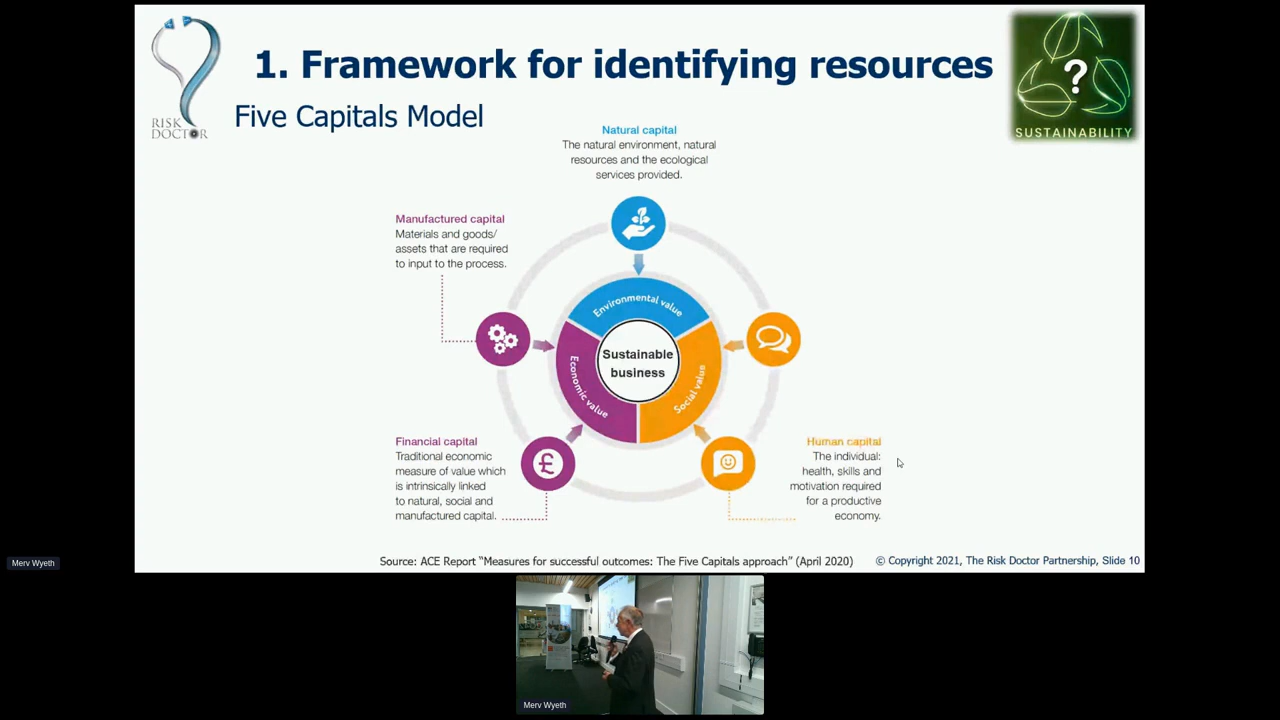 1. Framework for identifying resources
Five Capitals Model
RISK
DOCTOR
?
SUSTAINABILITY
Natural capital
The natural environment, natural
resources and the ecological
services provided.
Manufactured capital
Materials and goods/
assets that are required
to input to the process.
Environmental value
Economic value
Social value
Sustainable
business
£
Financial capital
Traditional economic
measure of value which
is intrinsically linked
to natural, social and
manufactured capital.
Human capital
The individual:
health, skills and
motivation required
for a productive
economy.
Source: ACE Report “Measures for successful outcomes: The Five Capitals approach” (April 2020)
© Copyright 2021, The Risk Doctor Partnership, Slide 10
Merv Wyeth
Merv Wyeth